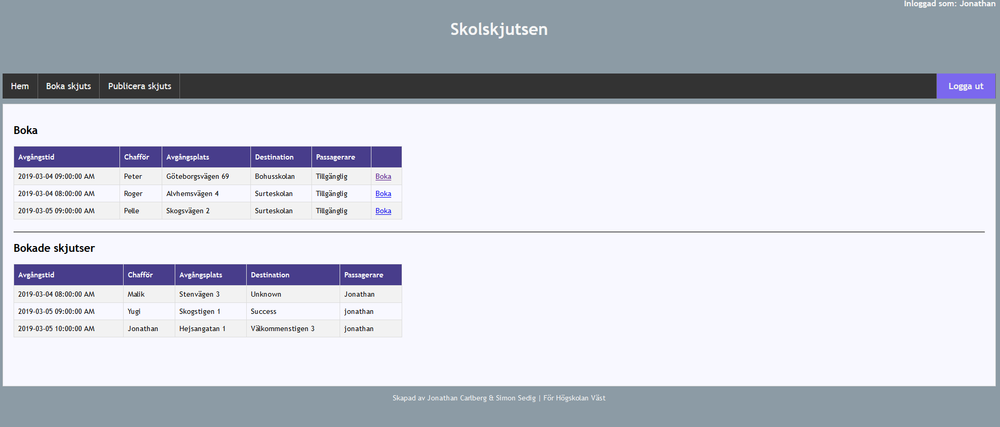 Inloggad som: Jonathan
Skolskjutsen
Hem Boka skjuts Publicera skjuts Logga ut
Boka
Avgångstid Chafför Avgångsplats Destination Passagerare
2019-03-04 09:00:00 AM Peter Göteborgsvägen 69 Bohusskolan Tillgänglig Boka
2019-03-04 08:00:00 AM Roger Alvhemsvägen 4 Surteskolan Tillgänglig Boka
2019-03-05 09:00:00 AM Pelle Skogsvägen 2 Surteskolan Tillgänglig Boka
Bokade skjutser
Avgångstid Chafför Avgångsplats Destination Passagerare
2019-03-04 08:00:00 AM Malik Stenvägen 3 Unknown Jonathan
2019-03-05 09:00:00 AM Yugi Skogstigen 1 Success jonathan
2019-03-05 10:00:00 AM Jonathan Hejsangatan 1 Välkommenstigen 3 jonathan
Skapad av Jonathan Carlberg & Simon Sedig | För Högskolan Väst